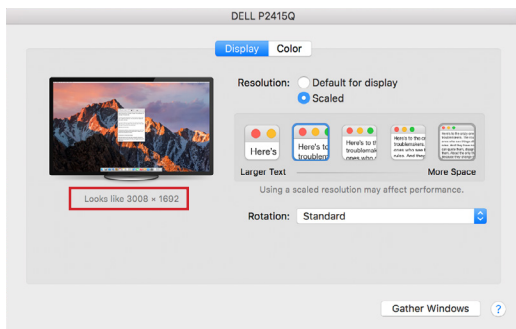 DELL P2415Q
Display Color
Resolution: Default for display
Scaled
Here's
Here's to
troublem
Here's to t
troublemak
ones who
Larger Text
More Space
Using a scaled resolution may affect performance.
Looks like 3008 × 1692
Rotation: Standard
Gather Windows ?